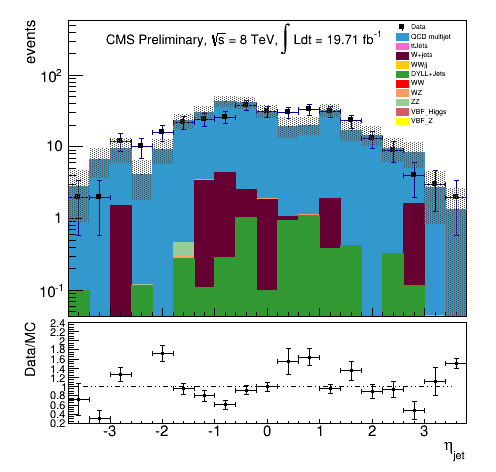 events
CMS Preliminary, √s = 8 TeV, ∫ Ldt = 19.71 fb⁻¹
Data
QCD multijet
ttJets
W+jets
WWjj
DYLL+Jets
WW
WZ
ZZ
VBF_Higgs
VBF_Z
10²
10
1
10⁻¹
Data/MC
2.4
2.2
2
1.8
1.6
1.4
1.2
1
0.8
0.6
0.4
0.2
-3 -2 -1 0 1 2 3
η_jet